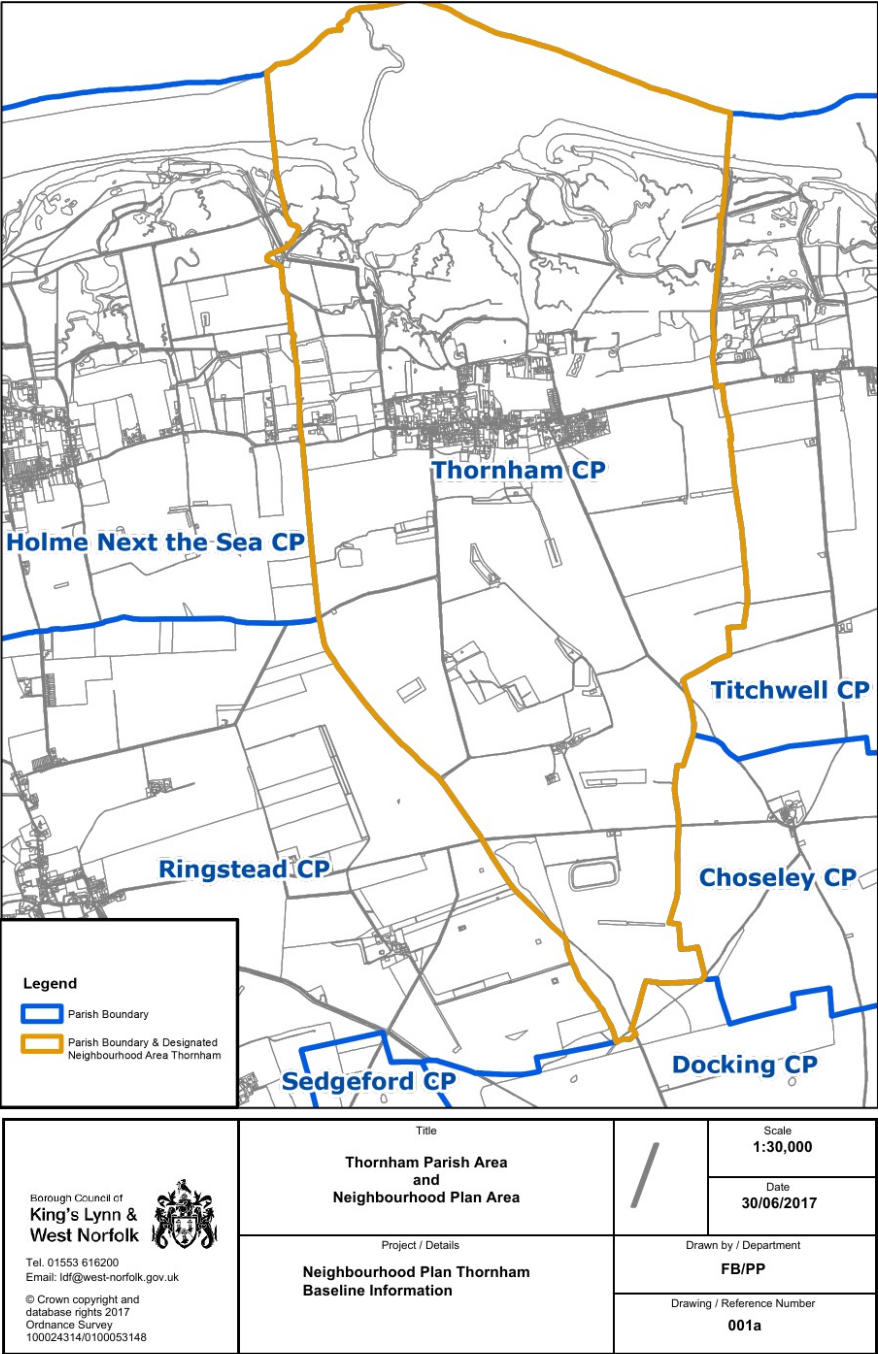 Thornham CP
Holme Next the Sea CP
Titchwell CP
Ringstead CP
Choseley CP
Legend
Parish Boundary
Parish Boundary & Designated
Neighbourhood Area Thornham
Sedgeford CP
Docking CP
Borough Council of
King's Lynn &
West Norfolk
Tel. 01553 616200
Email: ldf@west-norfolk.gov.uk
© Crown copyright and
database rights 2017
Ordnance Survey
100024314/0100053148
Title
Thornham Parish Area
and
Neighbourhood Plan Area
Project / Details
Neighbourhood Plan Thornham
Baseline Information
Scale
1:30,000
Date
30/06/2017
Drawn by / Department
FB/PP
Drawing / Reference Number
001a